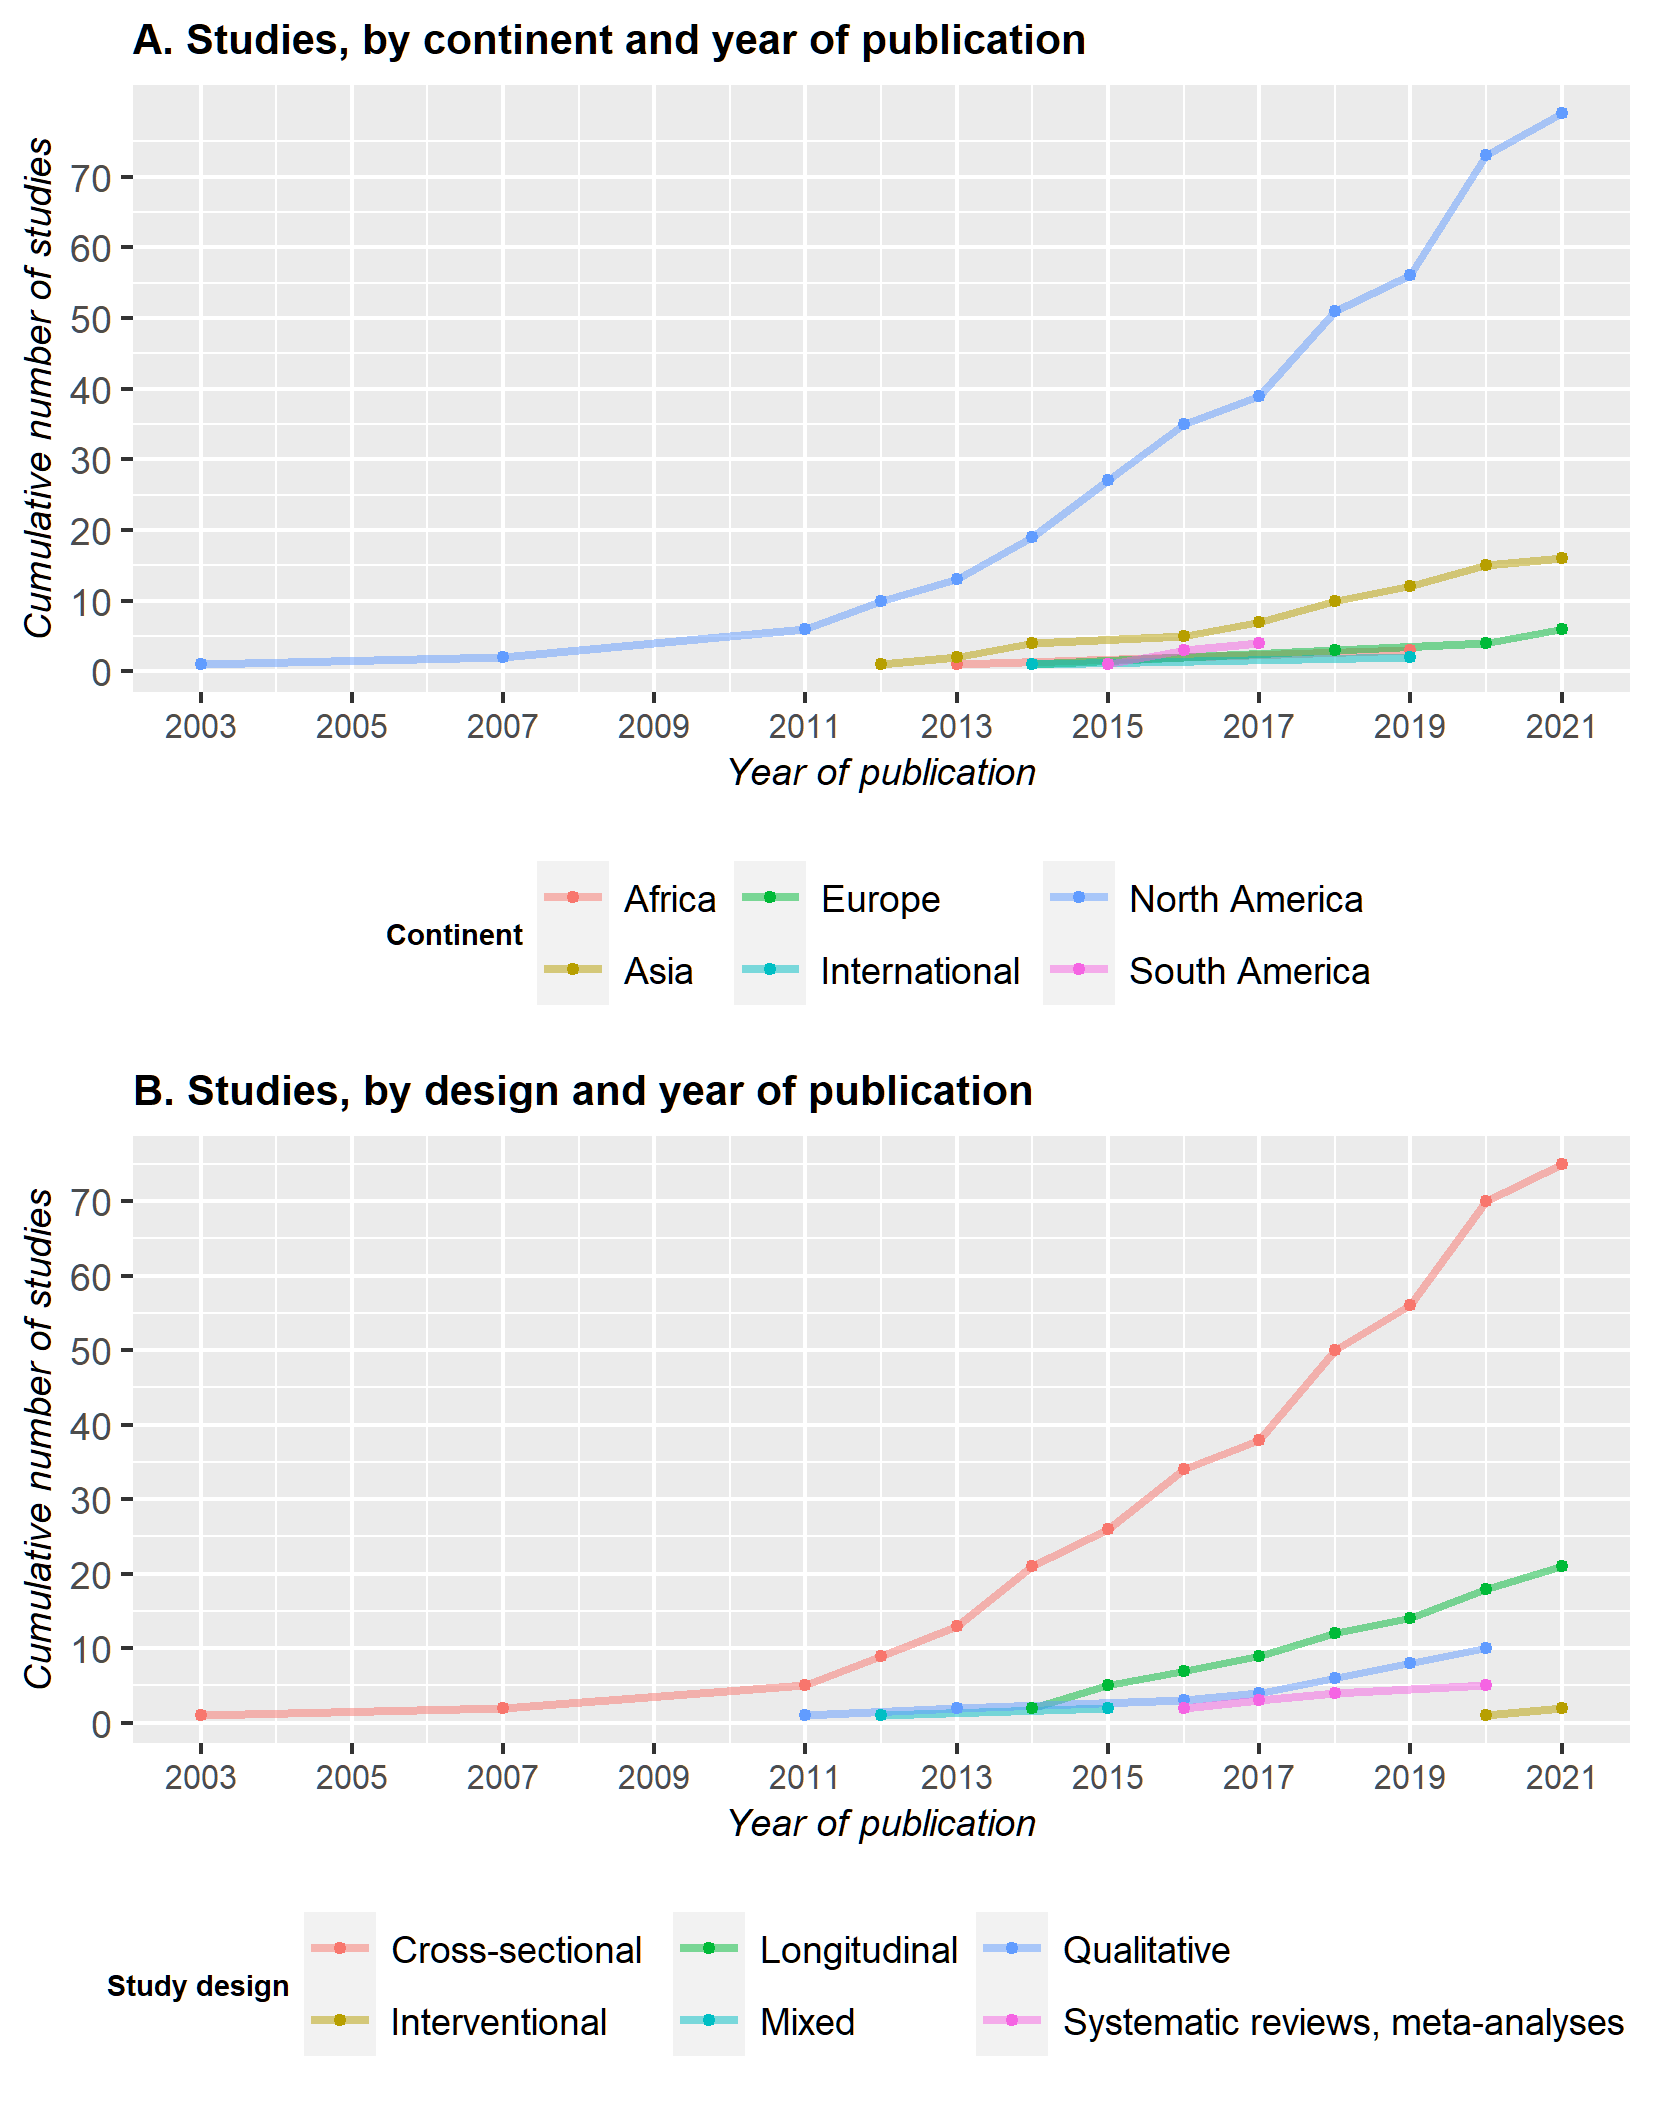 A. Studies, by continent and year of publication
Cumulative number of studies
70
60
50
40
30
20
10
0
2003 2005 2007 2009 2011 2013 2015 2017 2019 2021
Year of publication
Continent
Africa Europe North America
Asia International South America
B. Studies, by design and year of publication
Cumulative number of studies
70
60
50
40
30
20
10
0
2003 2005 2007 2009 2011 2013 2015 2017 2019 2021
Year of publication
Study design
Cross-sectional Longitudinal Qualitative
Interventional Mixed Systematic reviews, meta-analyses